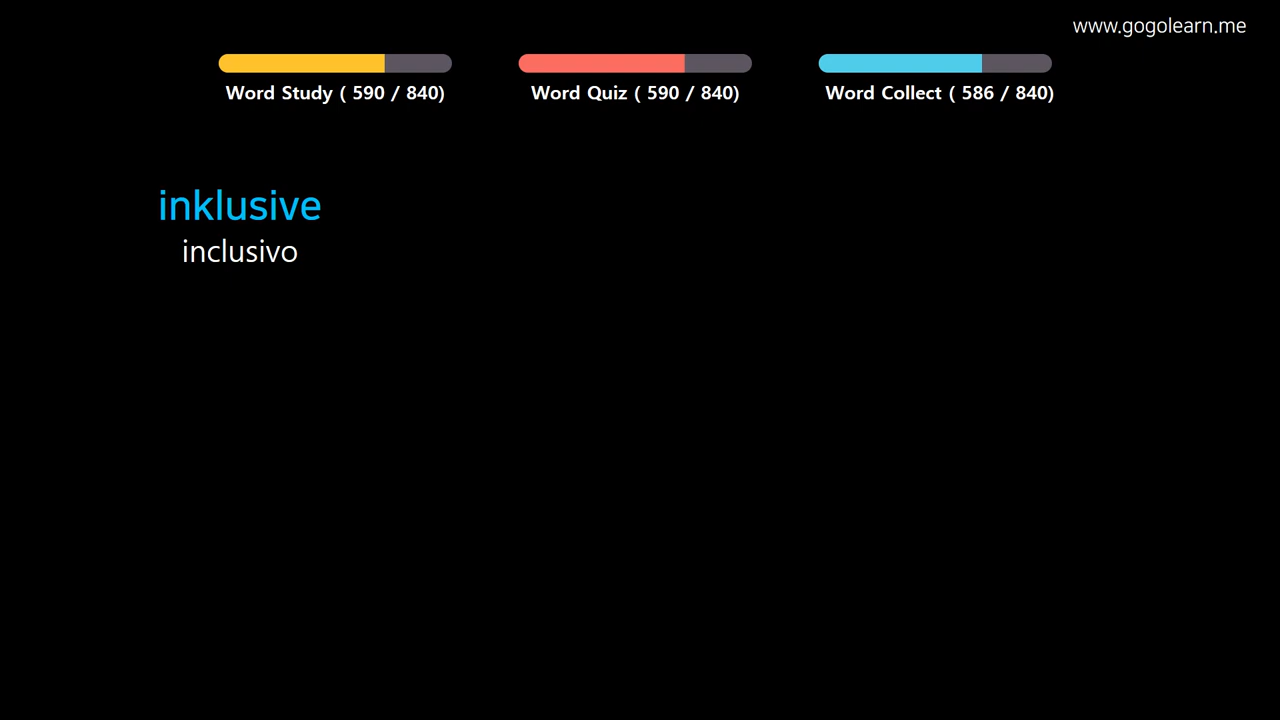 www.gogolearn.me
Word Study ( 590 / 840)
Word Quiz ( 590 / 840)
Word Collect ( 586 / 840)
inklusive
inclusivo